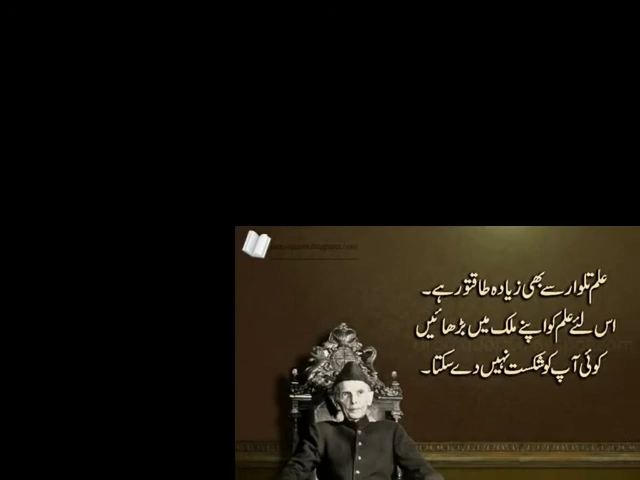 علم تلوار سے بھی زیادہ طاقتور ہے۔
اس لئے علم کو اپنے ملک میں بڑھائیں
کوئی آپ کو شکست نہیں دے سکتا۔